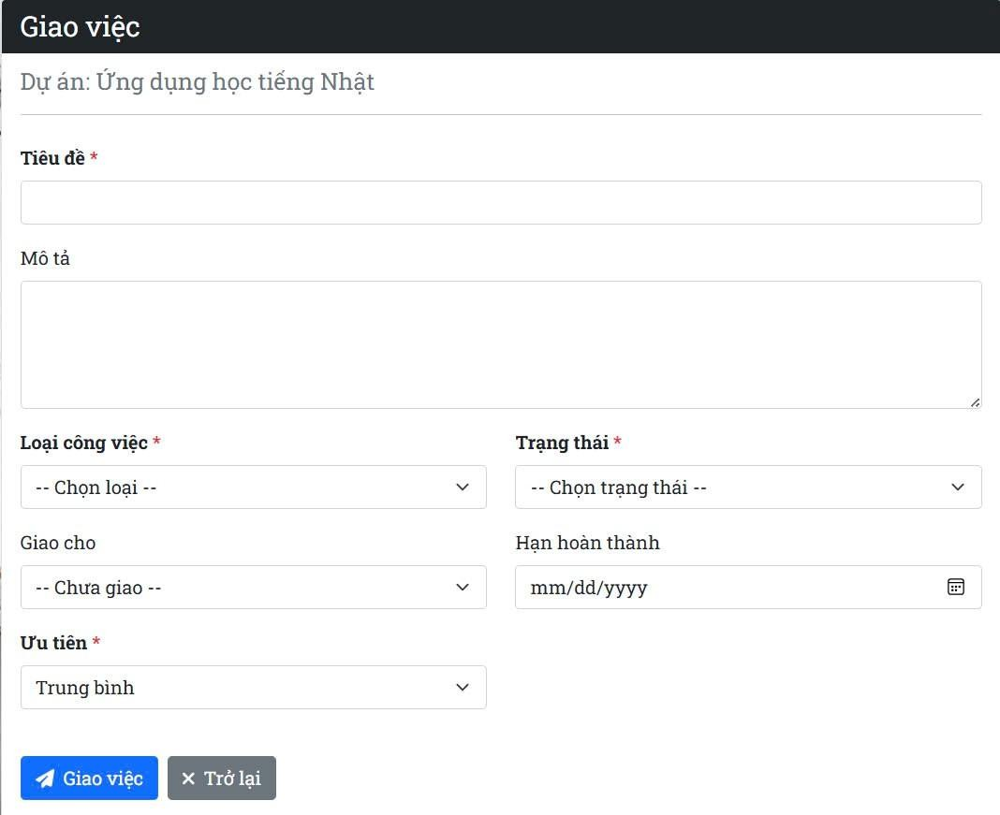 Giao việc
Dự án: Ứng dụng học tiếng Nhật
Tiêu đề *
Mô tả
Loại công việc *
Trạng thái *
-- Chọn loại --
-- Chọn trạng thái --
Giao cho
Hạn hoàn thành
-- Chưa giao --
mm/dd/yyyy
Ưu tiên *
Trung bình
Giao việc
Trở lại